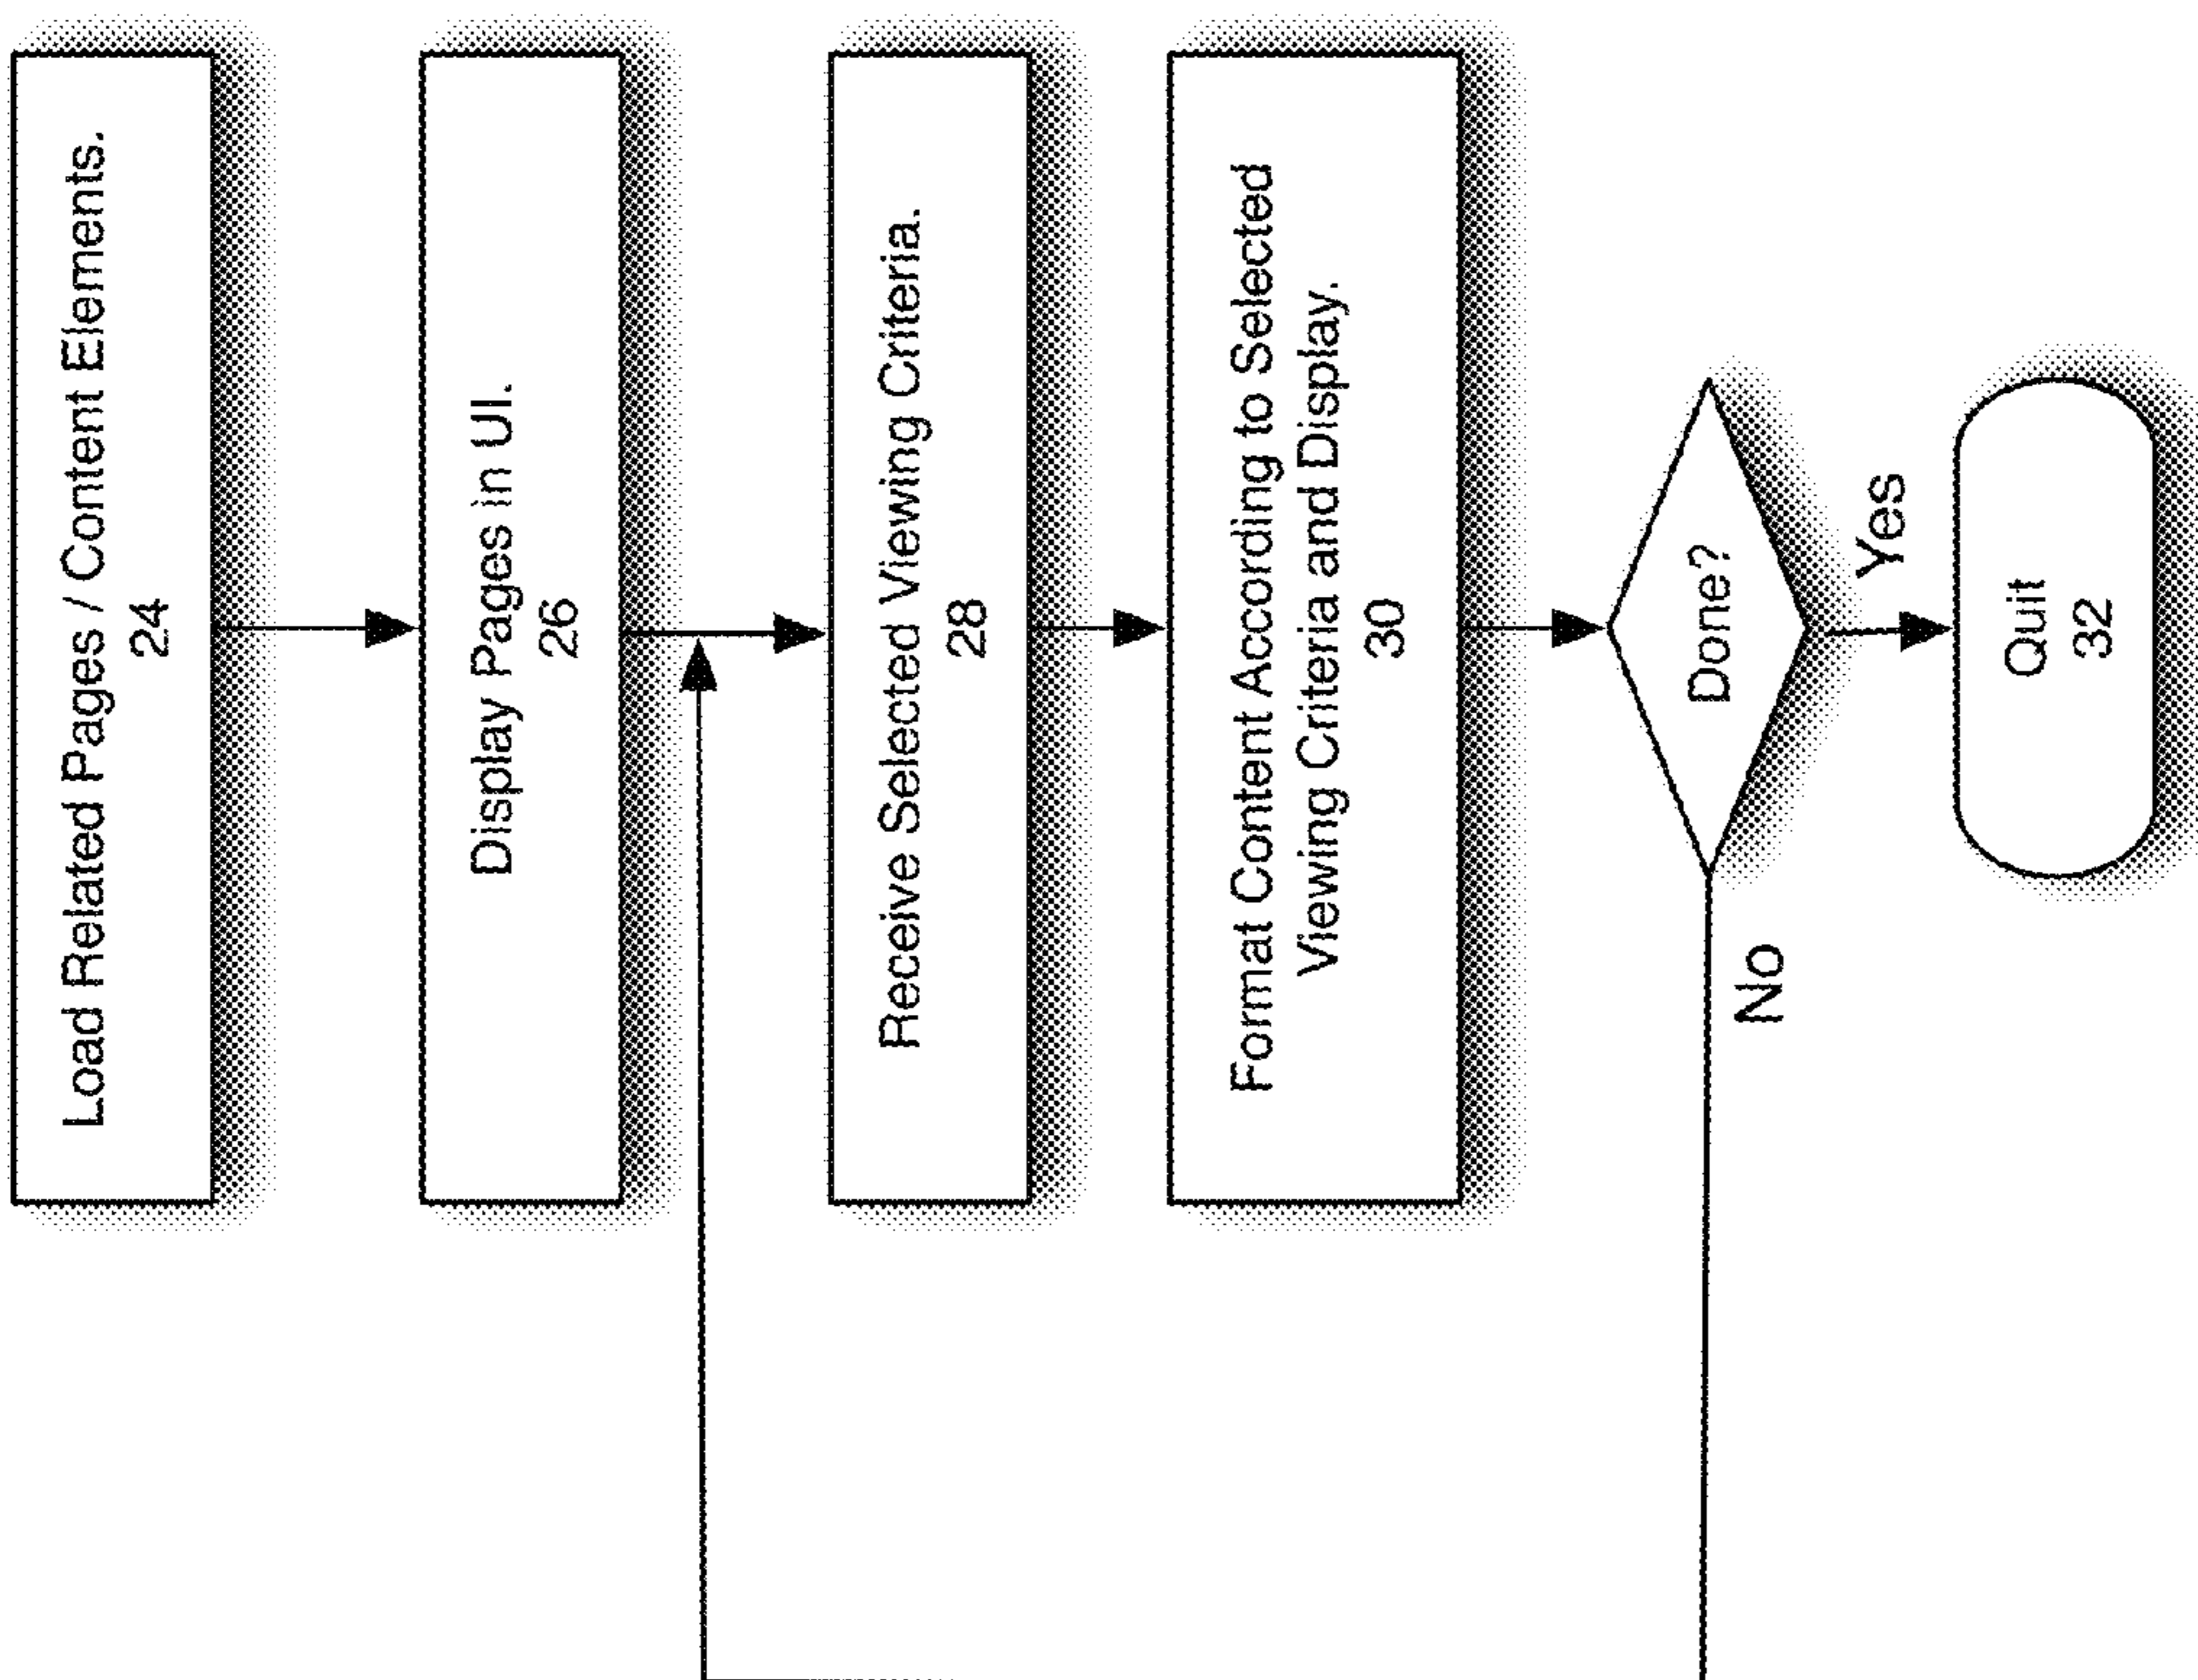 Load Related Pages / Content Elements.
24
Display Pages in UI.
26
Receive Selected Viewing Criteria.
28
Format Content According to Selected
Viewing Criteria and Display.
30
Done?
No
Yes
Quit
32